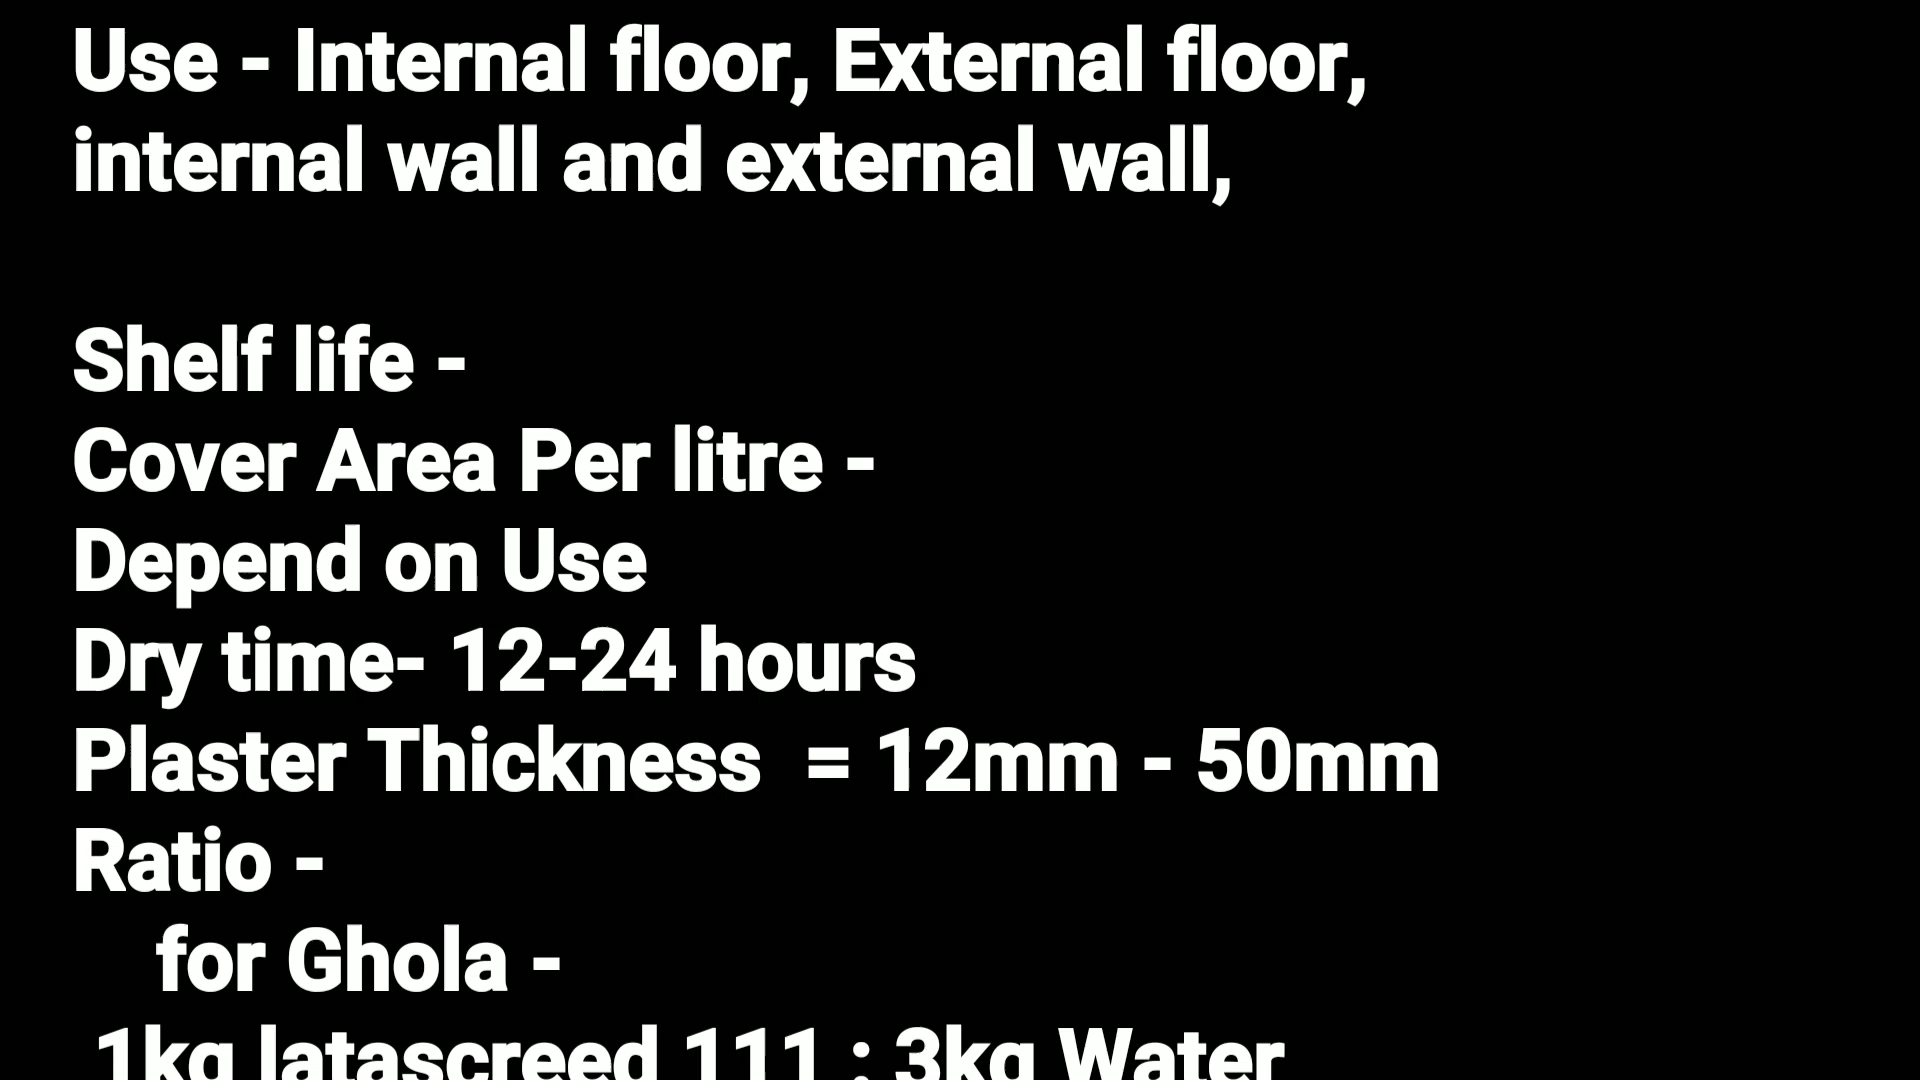 Use - Internal floor, External floor,
internal wall and external wall,
Shelf life -
Cover Area Per litre -
Depend on Use
Dry time- 12-24 hours
Plaster Thickness  = 12mm - 50mm
Ratio -
for Ghola -
1kg latascreed 111 : 3kg Water